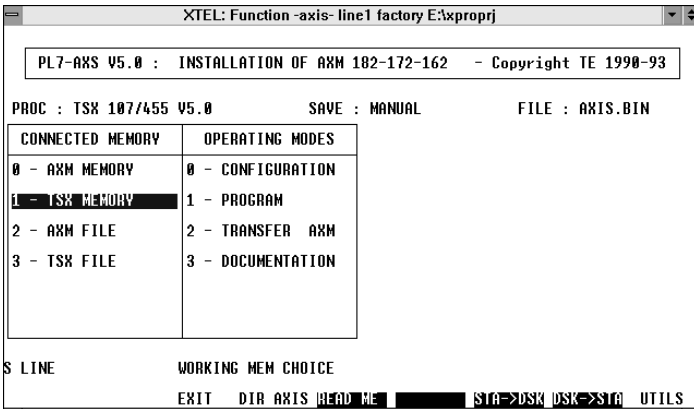 XTEL: Function -axis- line1 factory E:\xproprj
PL7-AXS V5.0 : INSTALLATION OF AXM 182-172-162 - Copyright TE 1990-93
PROC : TSX 107/455 V5.0 SAVE : MANUAL FILE : AXIS.BIN
CONNECTED MEMORY OPERATING MODES
0 - AXM MEMORY 0 - CONFIGURATION
1 - TSX MEMORY 1 - PROGRAM
2 - AXM FILE 2 - TRANSFER AXM
3 - TSX FILE 3 - DOCUMENTATION
S LINE WORKING MEM CHOICE
EXIT DIR AXIS READ ME STA->DSK DSK->STA UTILS